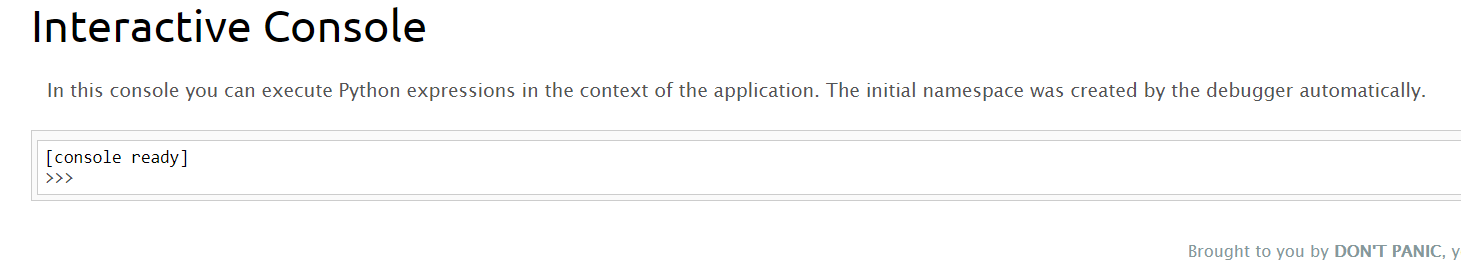 Interactive Console
In this console you can execute Python expressions in the context of the application. The initial namespace was created by the debugger automatically.
[console ready]
>>>
Brought to you by DON'T PANIC, y